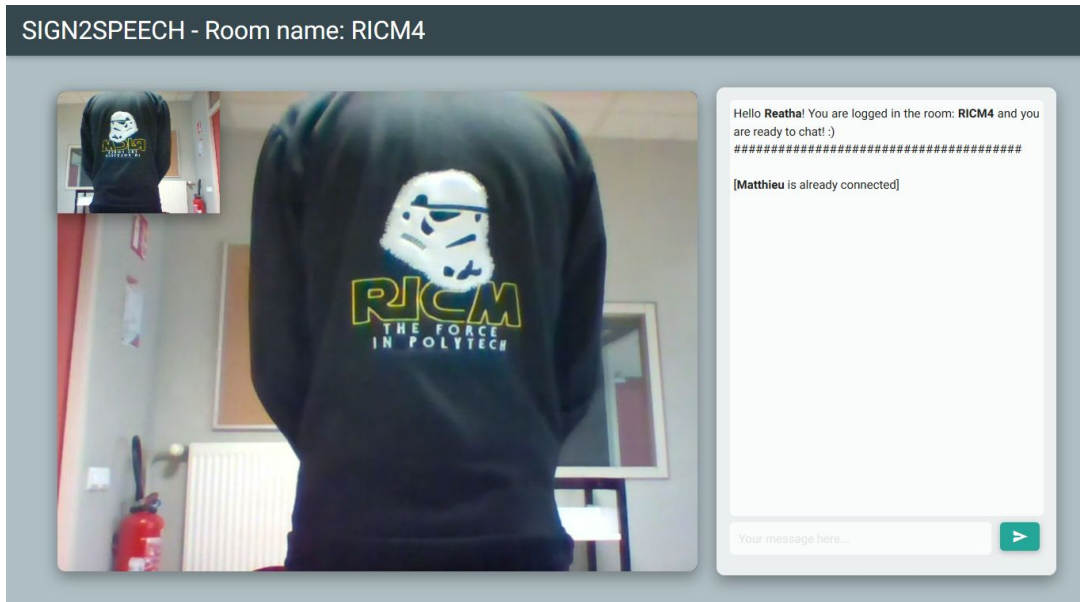 SIGN2SPEECH - Room name: RICM4
RICM
THE FORCE
IN POLYTECH
Hello Reatha! You are logged in the room: RICM4 and you
are ready to chat! :)
#######################################
[Matthieu is already connected]
Your message here...